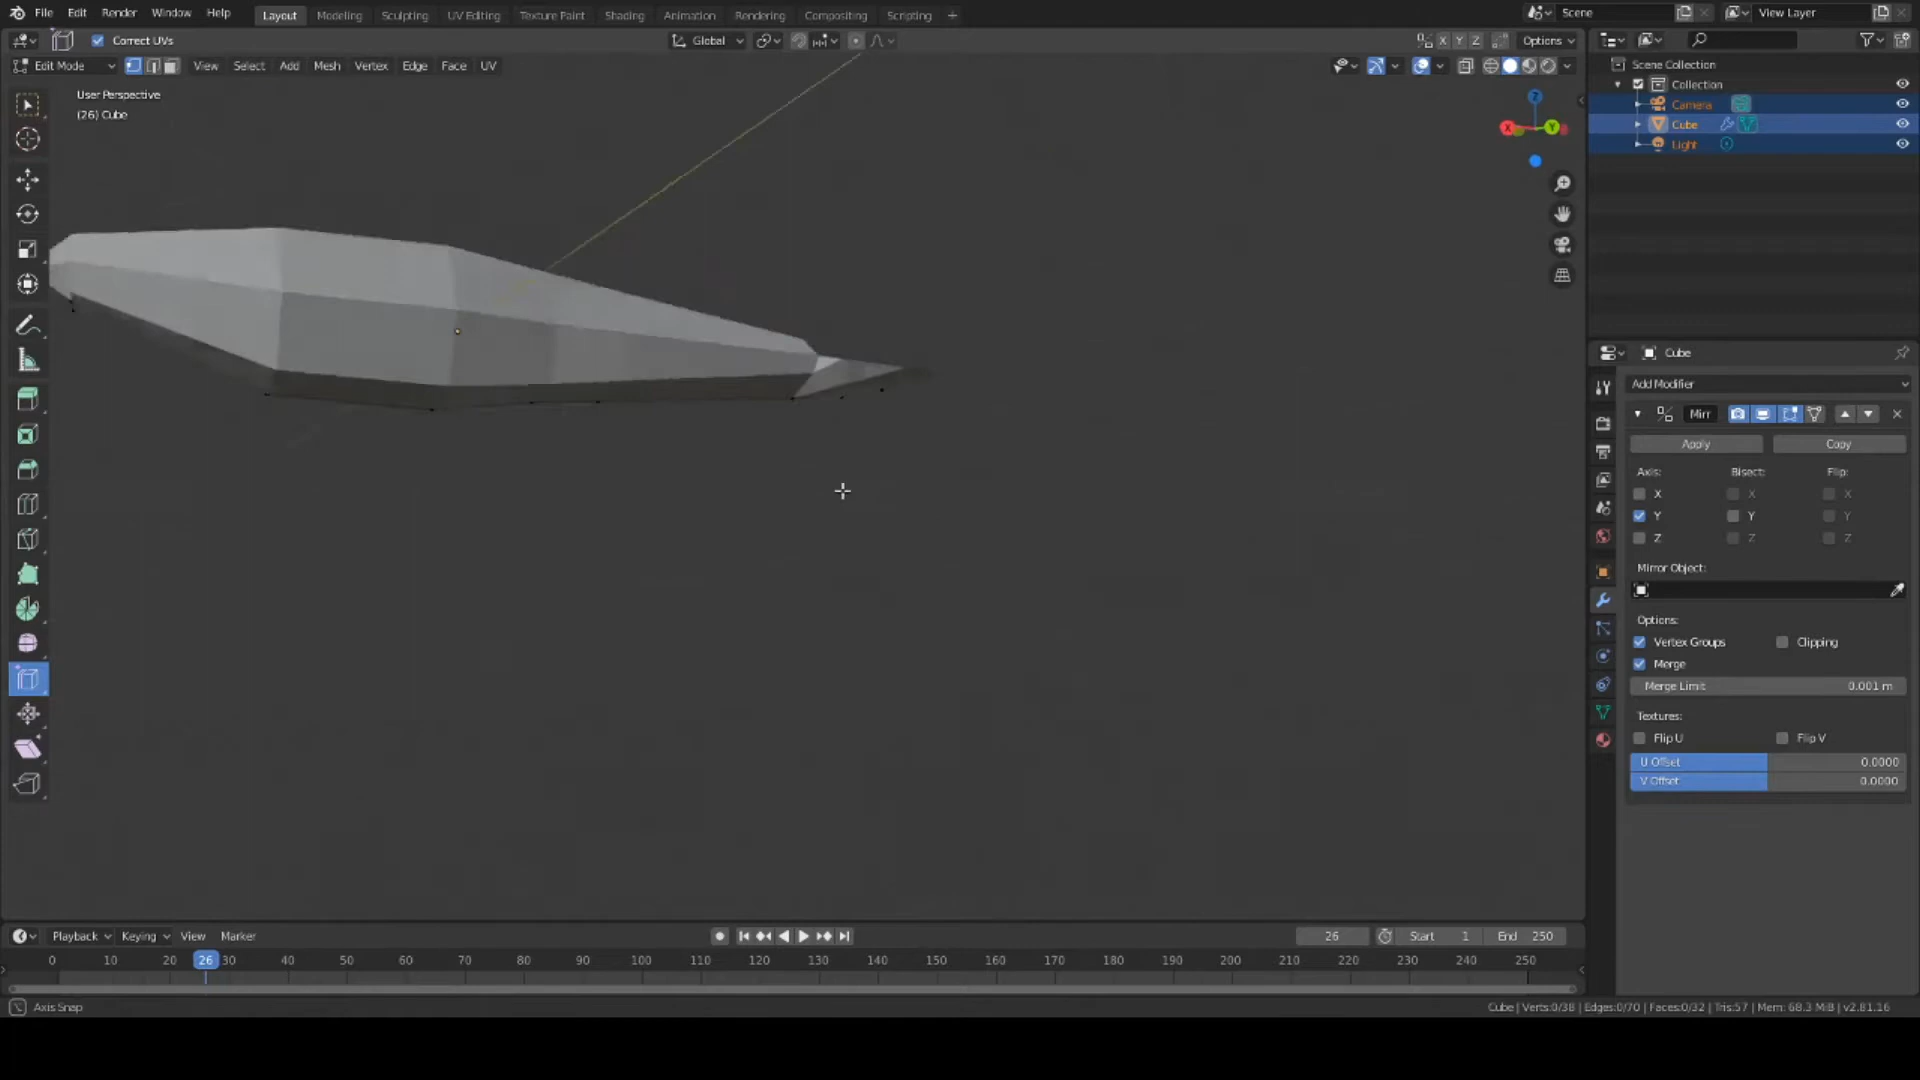 File Edit Render Window Help Layout Modeling Sculpting UV Editing Texture Paint Shading Animation Rendering Compositing Scripting + Scene View Layer
Correct UVs Global X Y Z Options
Edit Mode View Select Add Mesh Vertex Edge Face UV
User Perspective
(26) Cube
Z
X Y
Scene Collection
Collection
Camera
Cube
Light
Cube
Add Modifier
Mirr
Apply Copy
Axis: Bisect: Flip:
X X X
Y Y Y
Z Z Z
Mirror Object:
Options:
Vertex Groups Clipping
Merge
Merge Limit 0.001 m
Textures:
Flip U Flip V
U Offset 0.0000
V Offset 0.0000
Playback Keying View Marker 26 Start 1 End 250
0 10 20 26 30 40 50 60 70 80 90 100 110 120 130 140 150 160 170 180 190 200 210 220 230 240 250
Axis Snap Cube | Verts:0/38 | Edges:0/70 | Faces:0/32 | Tris:57 | Mem: 68.3 MiB | v2.81.16